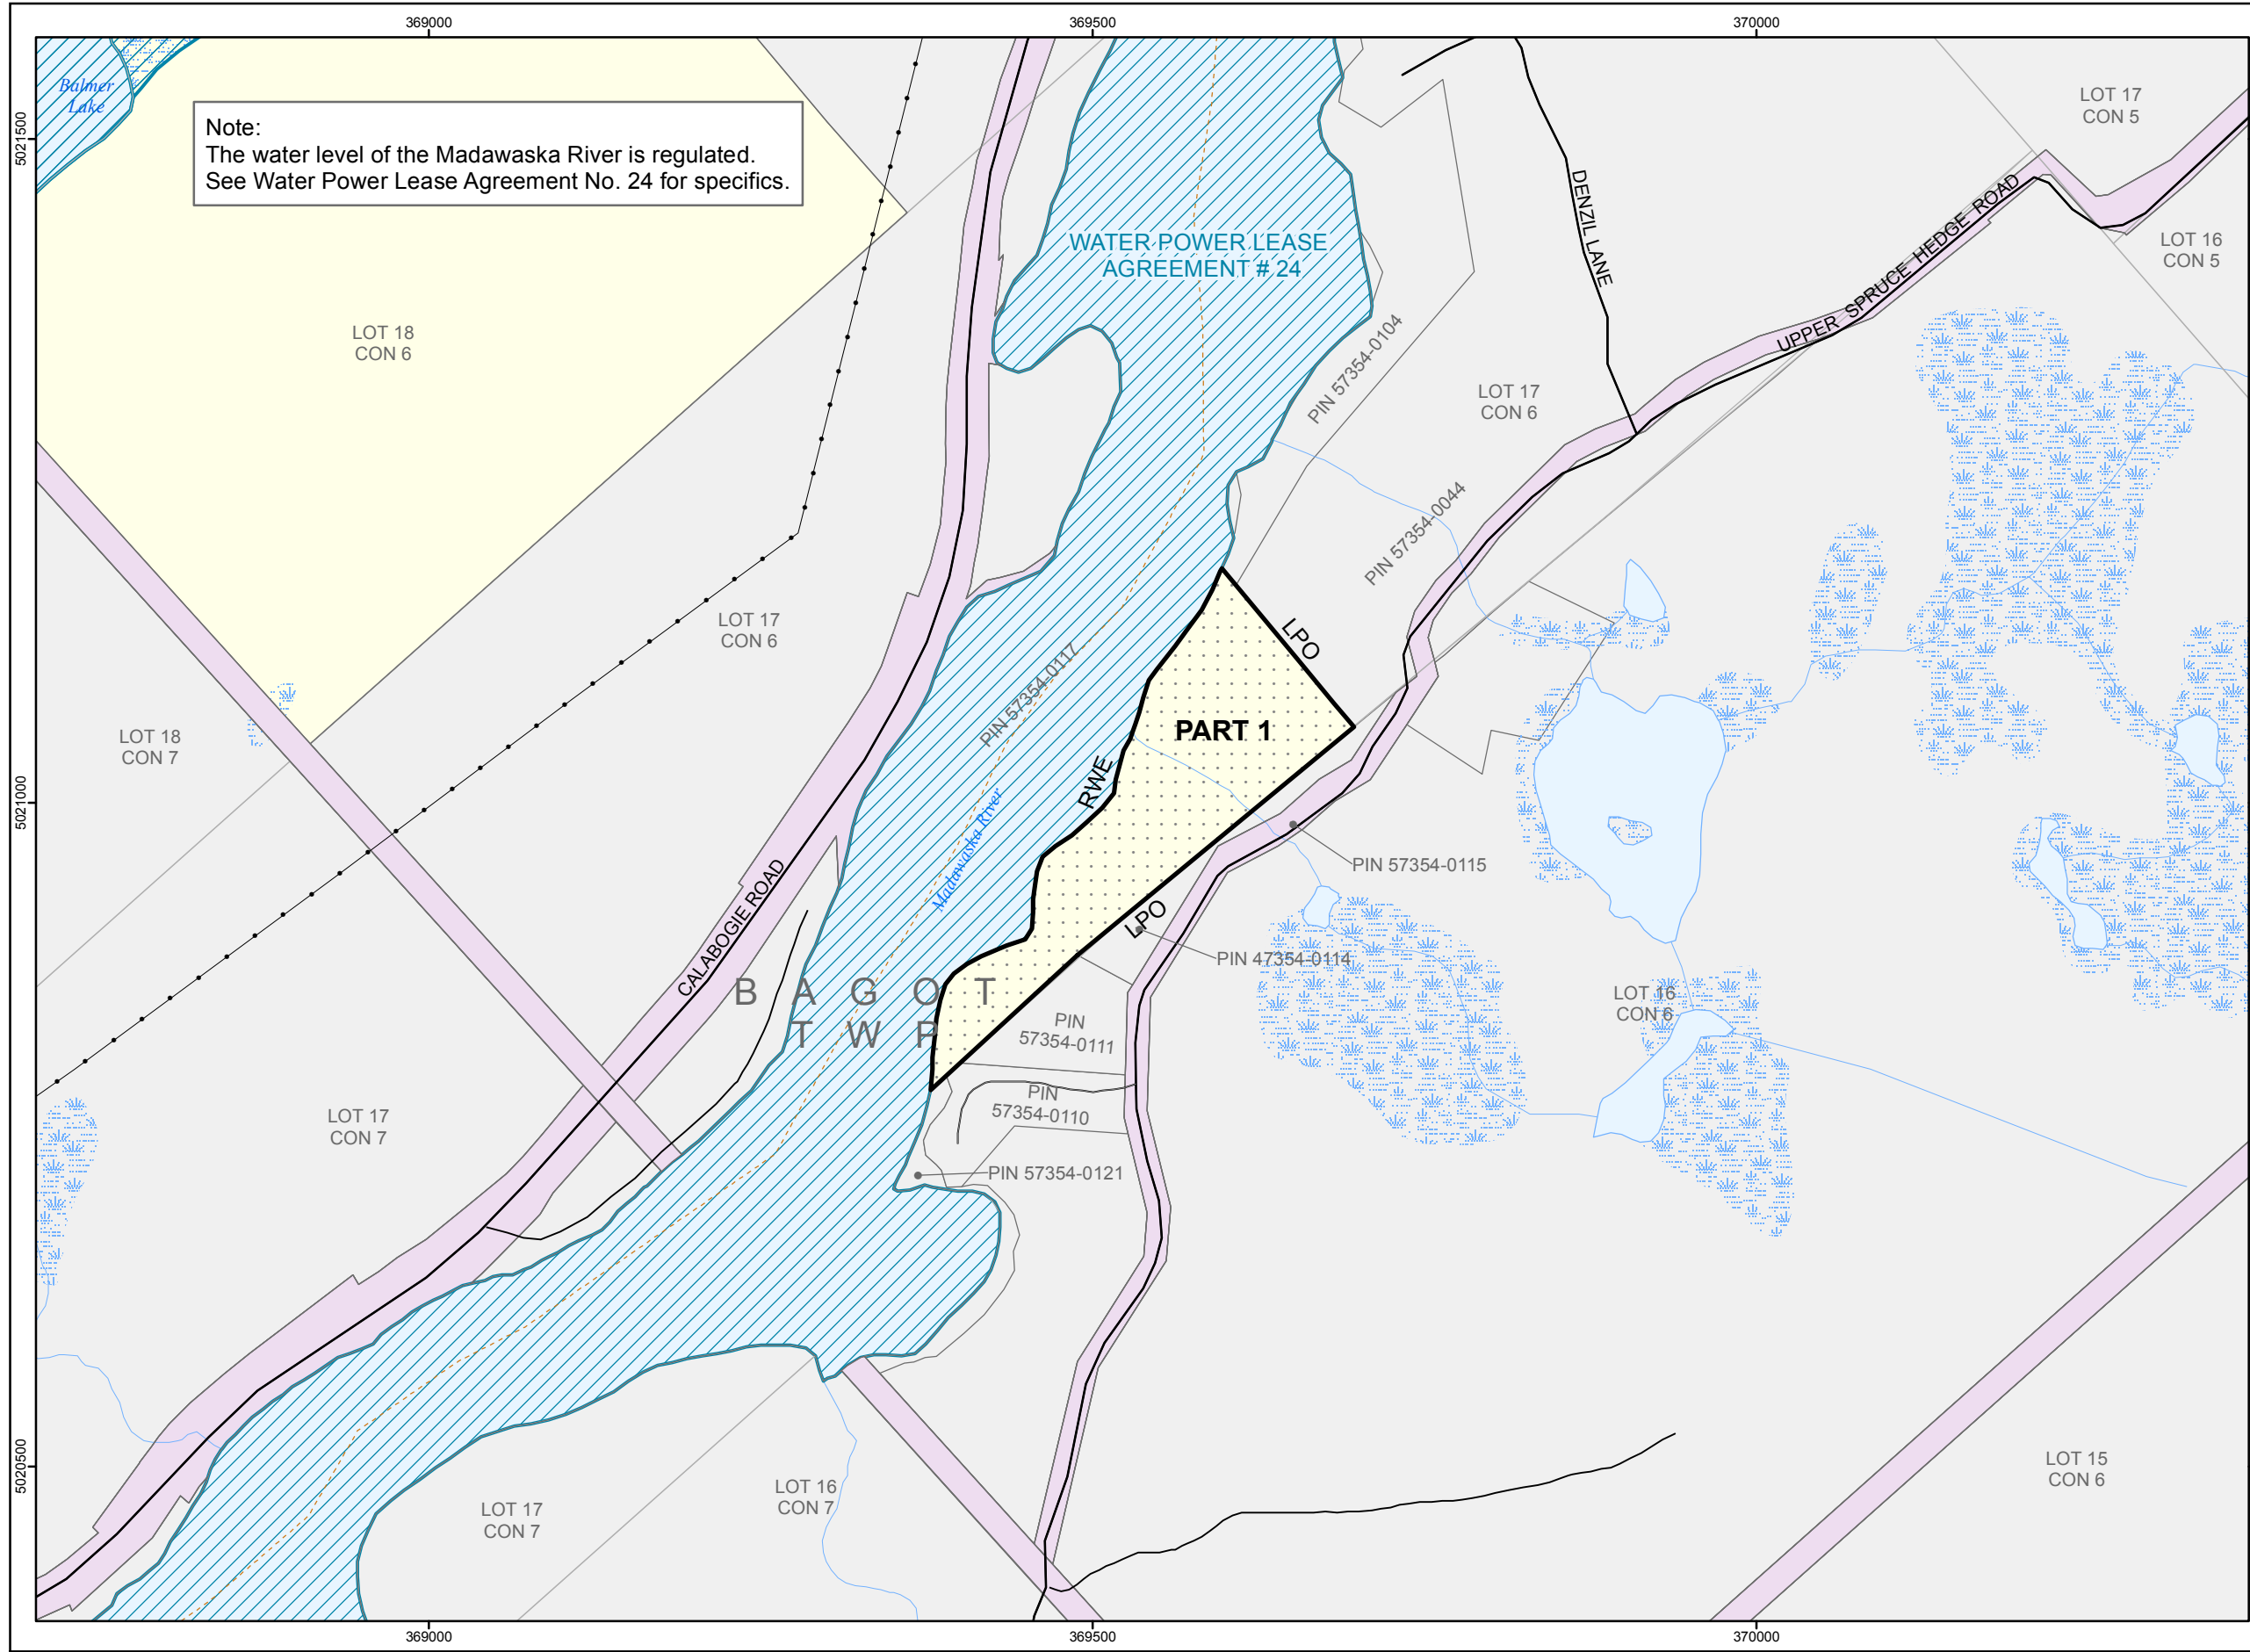 369000
369500
370000
5021500
Balmer
Lake
Note:
The water level of the Madawaska River is regulated.
See Water Power Lease Agreement No. 24 for specifics.
LOT 17
CON 5
DENZIL LANE
UPPER SPRUCE HEDGE ROAD
LOT 16
CON 5
WATER POWER LEASE
AGREEMENT # 24
LOT 18
CON 6
PIN 57354-0104
LOT 17
CON 6
PIN 57354-0044
LOT 17
CON 6
LPO
PIN 57354-0117
PART 1
LOT 18
CON 7
RWE
5021000
Madawaska River
PIN 57354-0115
CALABOGIE ROAD
LPO
PIN 47354-0114
BAGOT
TWP
LOT 16
CON 6
PIN
57354-0111
PIN
57354-0110
LOT 17
CON 7
PIN 57354-0121
5020500
LOT 16
CON 7
LOT 17
CON 7
LOT 15
CON 6
369000
369500
370000